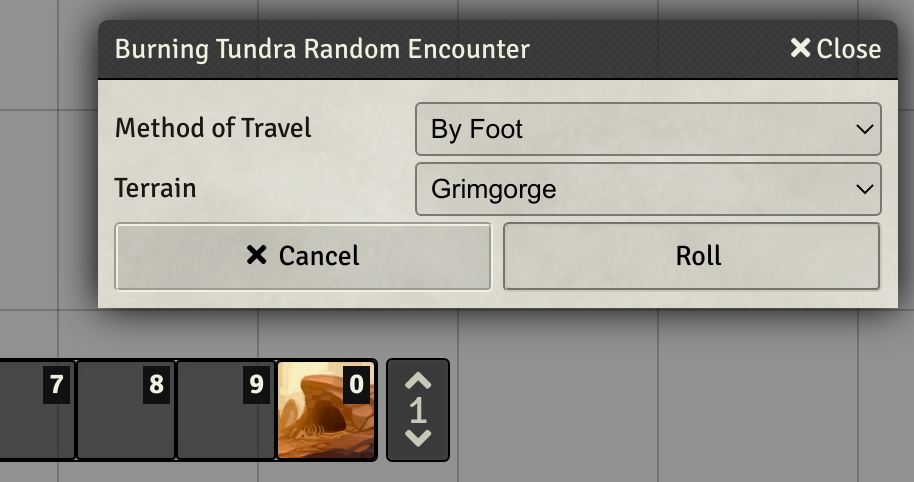 Burning Tundra Random Encounter
Close
Method of Travel
By Foot
Terrain
Grimgorge
Cancel
Roll
7
8
9
0
1